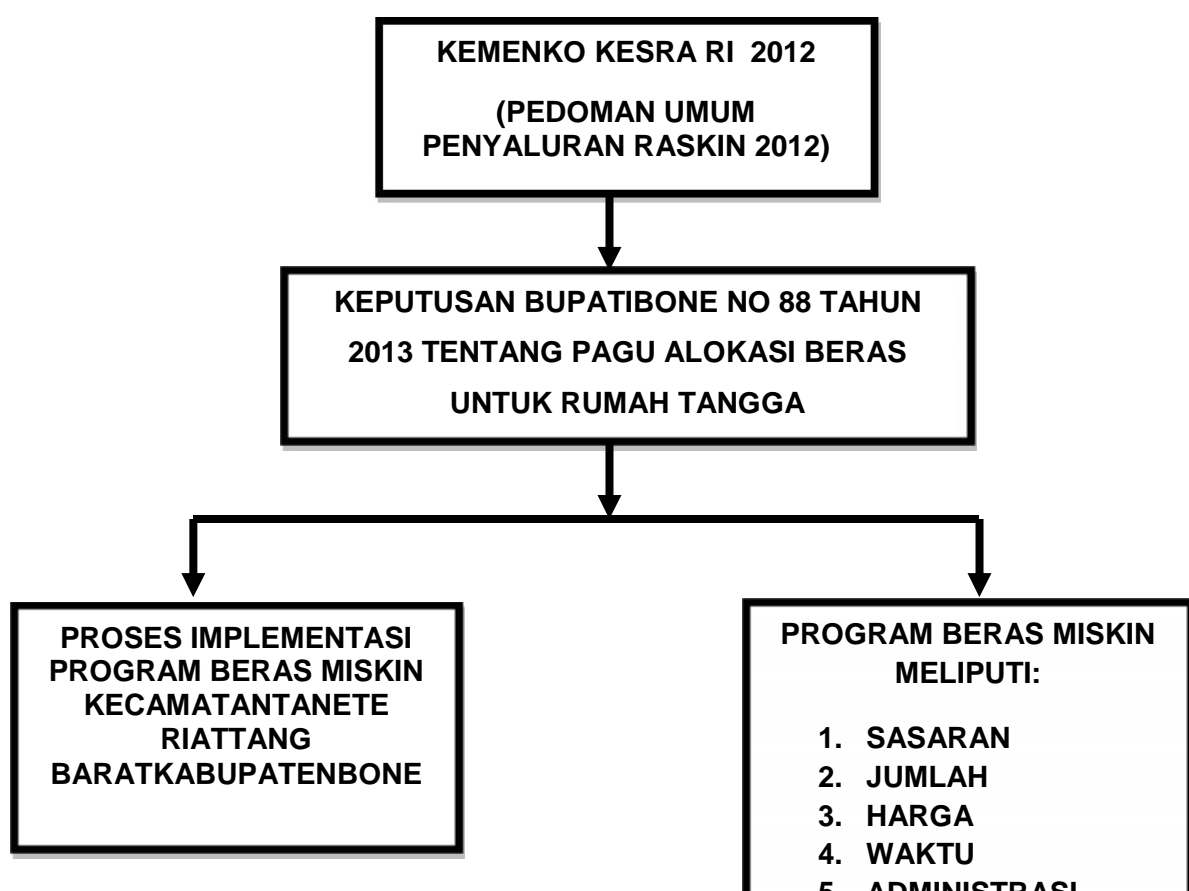 KEMENKO KESRA RI 2012
(PEDOMAN UMUM
PENYALURAN RASKIN 2012)
KEPUTUSAN BUPATIBONE NO 88 TAHUN
2013 TENTANG PAGU ALOKASI BERAS
UNTUK RUMAH TANGGA
PROSES IMPLEMENTASI
PROGRAM BERAS MISKIN
KECAMATANTANETE
RIATTANG
BARATKABUPATENBONE
PROGRAM BERAS MISKIN
MELIPUTI:
1. SASARAN
2. JUMLAH
3. HARGA
4. WAKTU
5. ADMINISTRASI